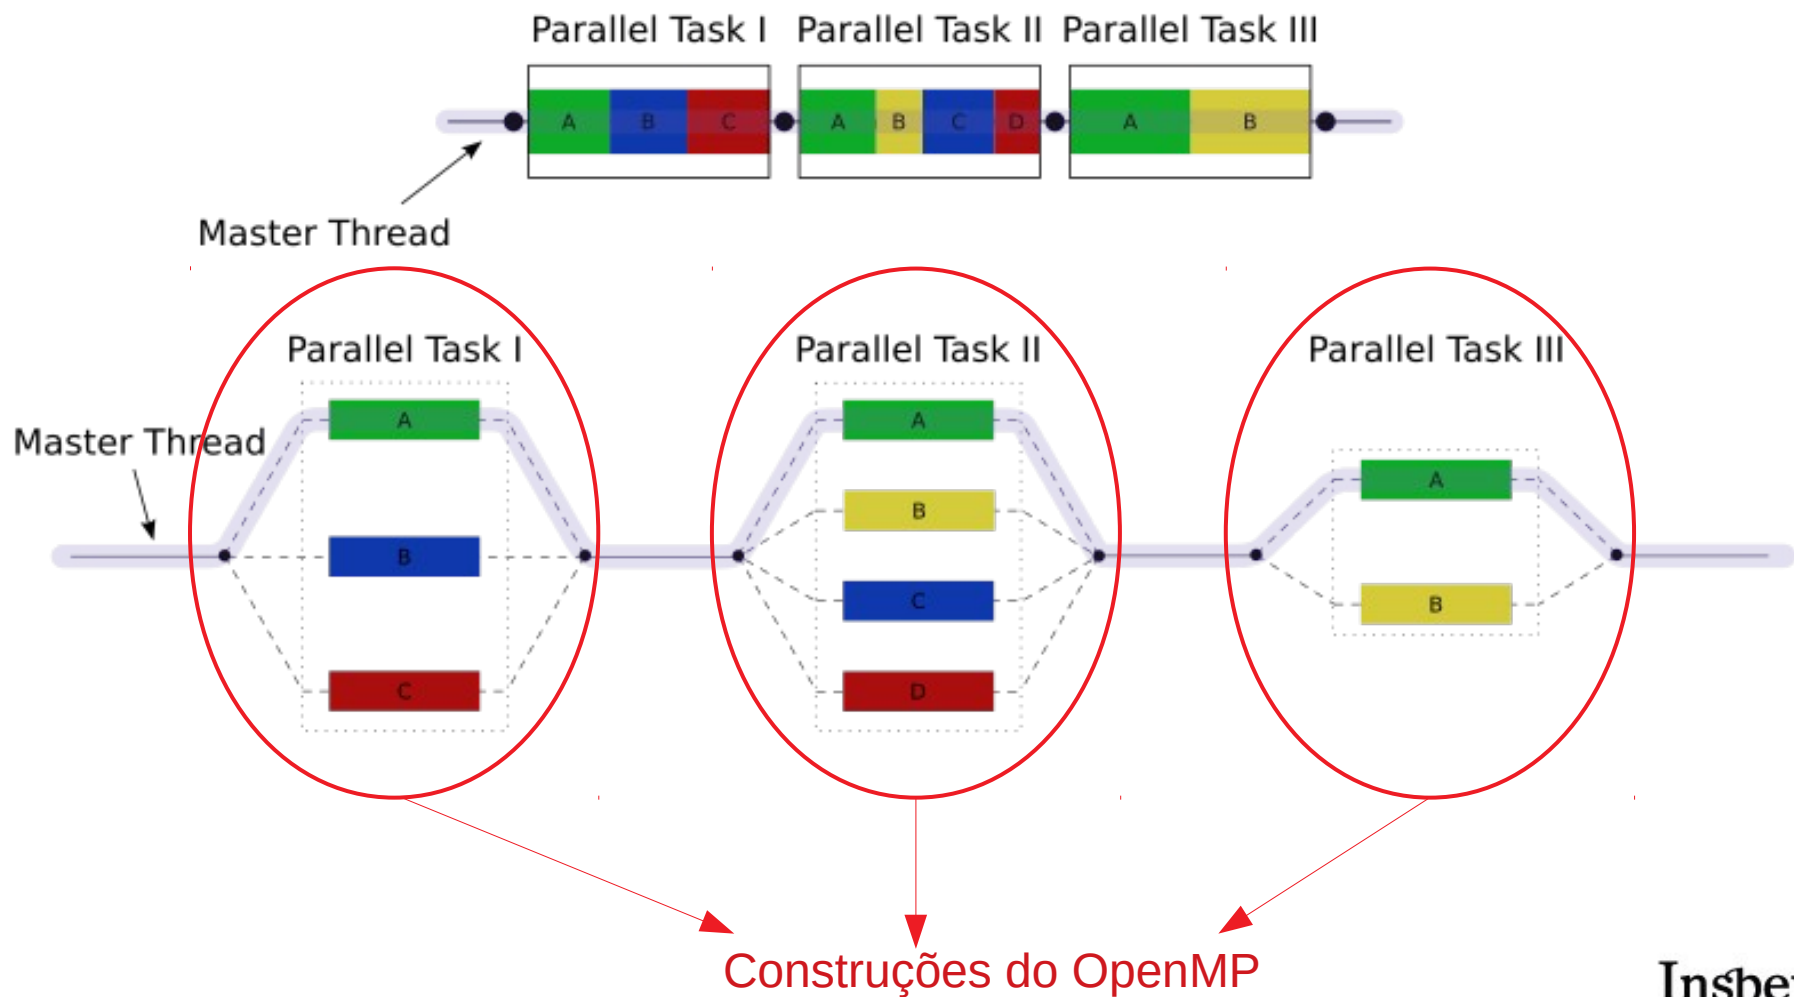 Parallel Task I Parallel Task II Parallel Task III
A B C A B C D A B
Master Thread
Parallel Task I Parallel Task II Parallel Task III
A A
Master Thread
A
B
B
C
B
C D
Construções do OpenMP